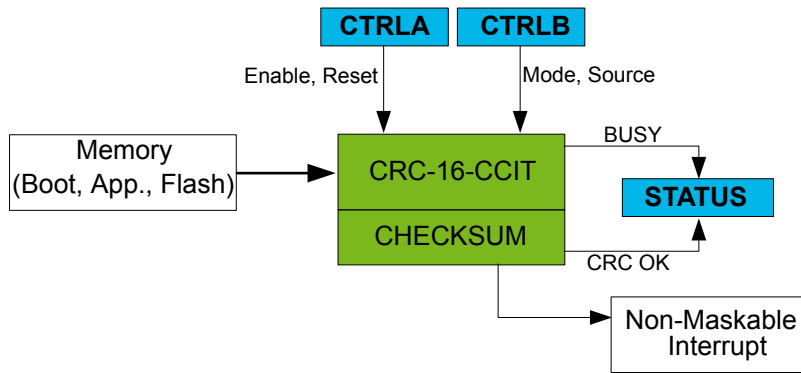 CTRLA
CTRLB
Enable, Reset
Mode, Source
Memory
(Boot, App., Flash)
CRC-16-CCIT
BUSY
STATUS
CHECKSUM
CRC OK
Non-Maskable
Interrupt